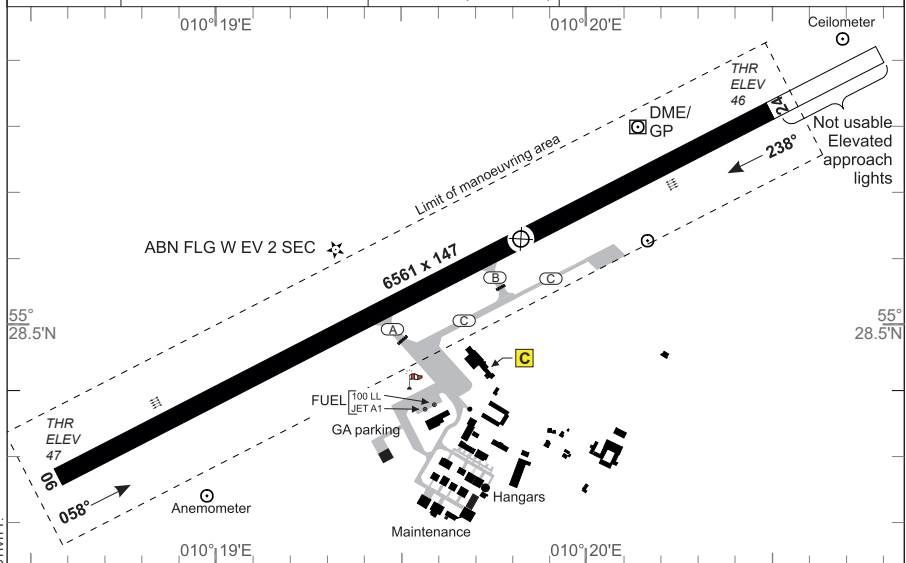 010° 19'E
010° 20'E
Ceilometer
THR
ELEV
46
24
DME/
GP
Not usable
Elevated
approach
lights
238°
Limit of manoeuvring area
ABN FLG W EV 2 SEC
6561 x 147
B
C
C
A
55°
28.5'N
55°
28.5'N
C
FUEL
100 LL
JET A1
GA parking
THR
ELEV
47
06
058°
Anemometer
Hangars
Maintenance
010° 19'E
010° 20'E